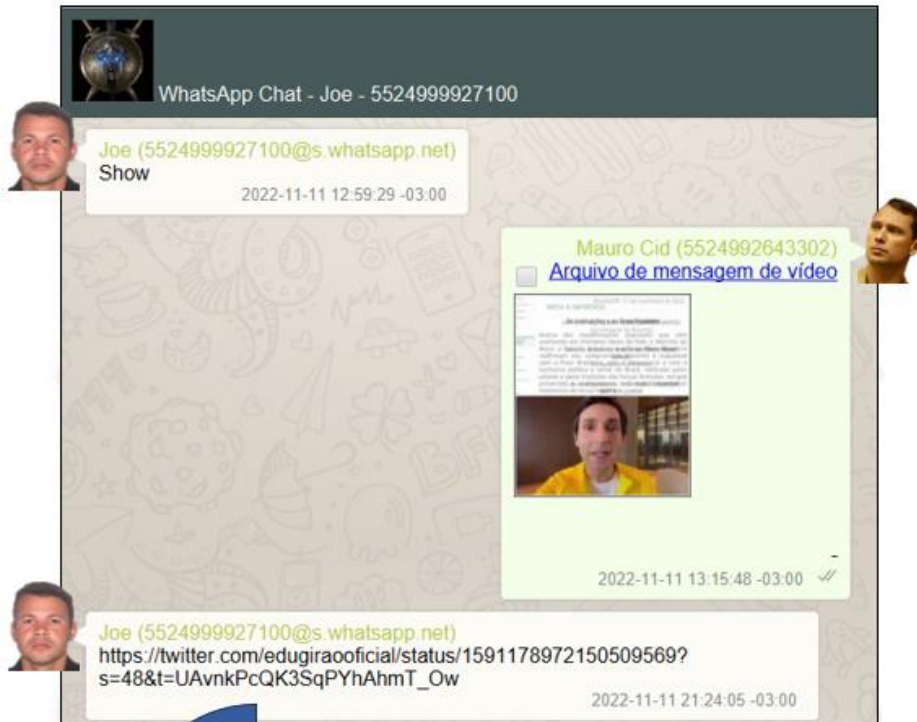 WhatsApp Chat - Joe - 5524999927100
Joe (5524999927100@s.whatsapp.net)
Show
2022-11-11 12:59:29 -03:00
Mauro Cid (5524992643302)
Arquivo de mensagem de vídeo
-
2022-11-11 13:15:48 -03:00
Joe (5524999927100@s.whatsapp.net)
https://twitter.com/edugiraooficial/status/1591178972150509569?
s=48&t=UAvnkPcQK3SqPYhAhmT_Ow
2022-11-11 21:24:05 -03:00